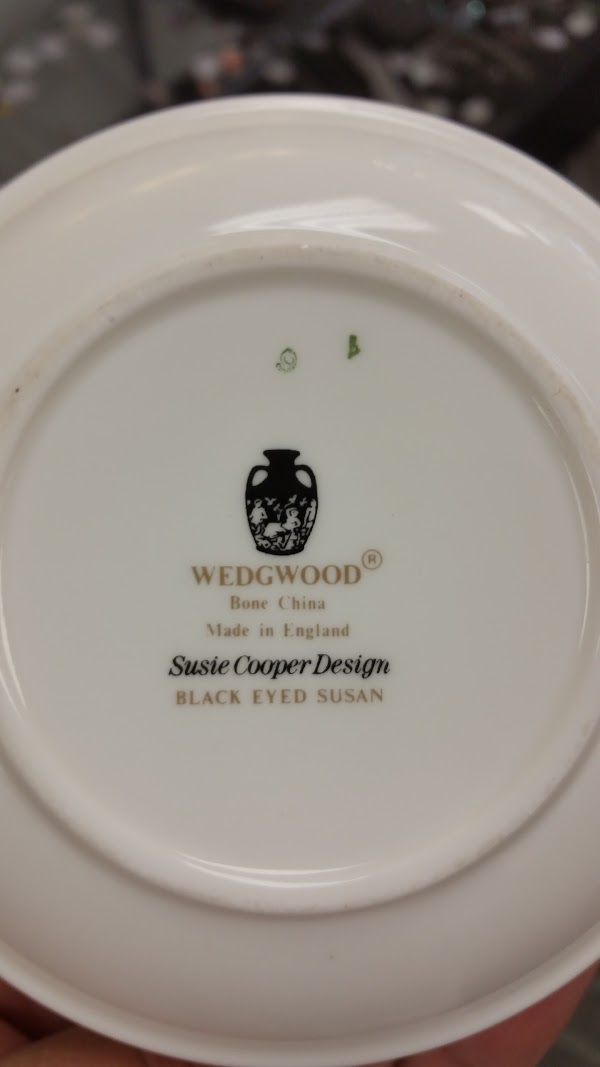 WEDGWOOD®
Bone China
Made in England
Susie Cooper Design
BLACK EYED SUSAN